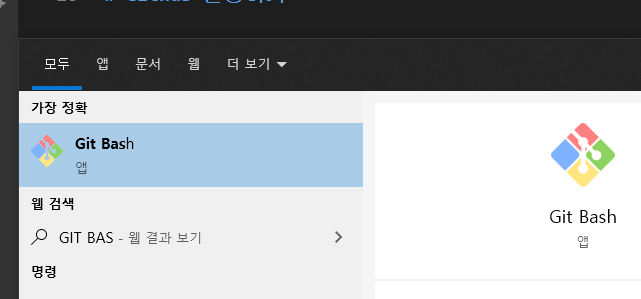 모두 앱 문서 웹 더 보기
가장 정확
Git Bash
앱
웹 검색
GIT BAS - 웹 결과 보기
명령
Git Bash
앱